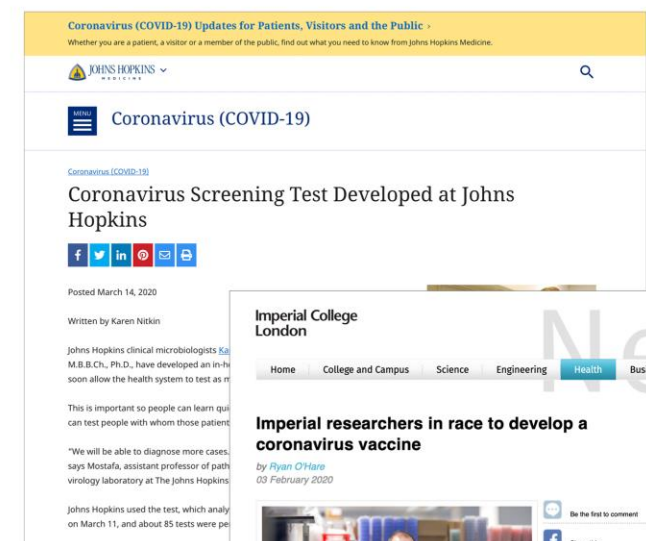 Coronavirus (COVID-19) Updates for Patients, Visitors and the Public ›
Whether you are a patient, a visitor or a member of the public, find out what you need to know from Johns Hopkins Medicine.
JOHNS HOPKINS
MEDICINE
MENU
Coronavirus (COVID-19)
Coronavirus (COVID-19)
Coronavirus Screening Test Developed at Johns
Hopkins
Posted March 14, 2020
Written by Karen Nitkin
Johns Hopkins clinical microbiologists
M.B.B.Ch., Ph.D., have developed an
soon allow the health system to test as
This is important so people can learn
can test people with whom those
"We will be able to diagnose more cases.
says Mostafa, assistant professor of
virology laboratory at The Johns Hopkins
Johns Hopkins used the test, which
on March 11, and about 85 tests were
Imperial College
London
Home College and Campus Science Engineering Health
Imperial researchers in race to develop a
coronavirus vaccine
by Ryan O'Hare
03 February 2020
Be the first to comment